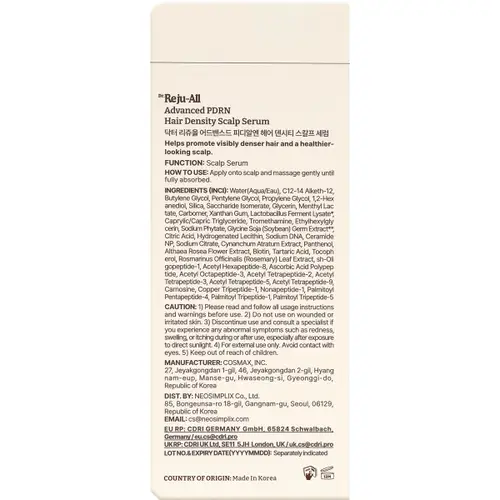 Dr. Reju-All
Advanced PDRN
Hair Density Scalp Serum
닥터 리쥬올 어드밴스드 피디알엔 헤어 덴시티 스칼프 세럼
Helps promote visibly denser hair and a healthier-
looking scalp.
FUNCTION: Scalp Serum
HOW TO USE: Apply onto scalp and massage gently until
fully absorbed.
INGREDIENTS (INCI): Water(Aqua/Eau), C12-14 Alketh-12,
Butylene Glycol, Pentylene Glycol, Propylene Glycol, 1,2-Hex
anediol, Silica, Saccharide Isomerate, Glycerin, Menthyl Lac
tate, Carbomer, Xanthan Gum, Lactobacillus Ferment Lysate*,
Caprylic/Capric Triglyceride, Tromethamine, Ethylhexylgly
cerin, Sodium Phytate, Glycine Soja (Soybean) Germ Extract**,
Citric Acid, Hydrogenated Lecithin, Sodium DNA, Ceramide
NP, Sodium Citrate, Cynanchum Atratum Extract, Panthenol,
Althaea Rosea Flower Extract, Biotin, Tartaric Acid, Tocoph
erol, Rosmarinus Officinalis (Rosemary) Leaf Extract, sh-Oli
gopeptide-1, Acetyl Hexapeptide-8, Ascorbic Acid Polypep
tide, Acetyl Octapeptide-3, Acetyl Tetrapeptide-2, Acetyl
Tetrapeptide-3, Acetyl Tetrapeptide-5, Acetyl Tetrapeptide-9,
Carnosine, Copper Tripeptide-1, Nonapeptide-1, Palmitoyl
Pentapeptide-4, Palmitoyl Tripeptide-1, Palmitoyl Tripeptide-5
CAUTION: 1) Please read and follow all usage instructions
and warnings before use. 2) Do not use on wounded or
irritated skin. 3) Discontinue use and consult a specialist if
you experience any abnormal symptoms such as redness,
swelling, or itching during or after use, especially after exposure
to direct sunlight. 4) For external use only. Avoid contact with
eyes. 5) Keep out of reach of children.
MANUFACTURER: COSMAX, INC.
27, Jeyakgongdan 1-gil, 46, Jeyakgongdan 2-gil, Hyang
nam-eup, Manse-gu, Hwaseong-si, Gyeonggi-do,
Republic of Korea
DIST. BY: NEOSIMPLIX Co., Ltd.
85, Bongeunsa-ro 18-gil, Gangnam-gu, Seoul, 06129,
Republic of Korea
EMAIL: cs@neosimplix.com
EU RP: CDRI GERMANY GmbH, 65824 Schwalbach,
Germany / eu.cs@cdri.pro
UK RP: CDRI UK Ltd, SE11 5JH London, UK / uk.cs@cdri.pro
LOT NO.& EXPIRY DATE(YYYYMMDD): Separately indicated
COUNTRY OF ORIGIN: Made in Korea
12M